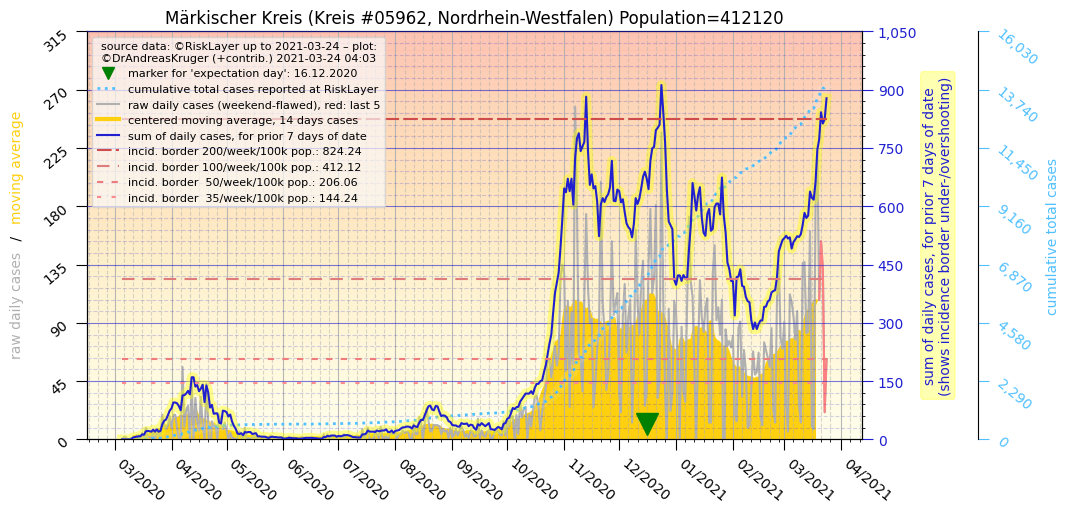 Märkischer Kreis (Kreis #05962, Nordrhein-Westfalen) Population=412120
source data: ©RiskLayer up to 2021-03-24 – plot:
©DrAndreasKruger (+contrib.) 2021-03-24 04:03
marker for 'expectation day': 16.12.2020
cumulative total cases reported at RiskLayer
raw daily cases (weekend-flawed), red: last 5
centered moving average, 14 days cases
sum of daily cases, for prior 7 days of date
incid. border 200/week/100k pop.: 824.24
incid. border 100/week/100k pop.: 412.12
incid. border  50/week/100k pop.: 206.06
incid. border  35/week/100k pop.: 144.24
raw daily cases  /  moving average
315
270
225
180
135
90
45
0
03/2020
04/2020
05/2020
06/2020
07/2020
08/2020
09/2020
10/2020
11/2020
12/2020
01/2021
02/2021
03/2021
04/2021
1,050
900
750
600
450
300
150
0
sum of daily cases, for prior 7 days of date
(shows incidence border under-/overshooting)
16,030
13,740
11,450
9,160
6,870
4,580
2,290
0
cumulative total cases